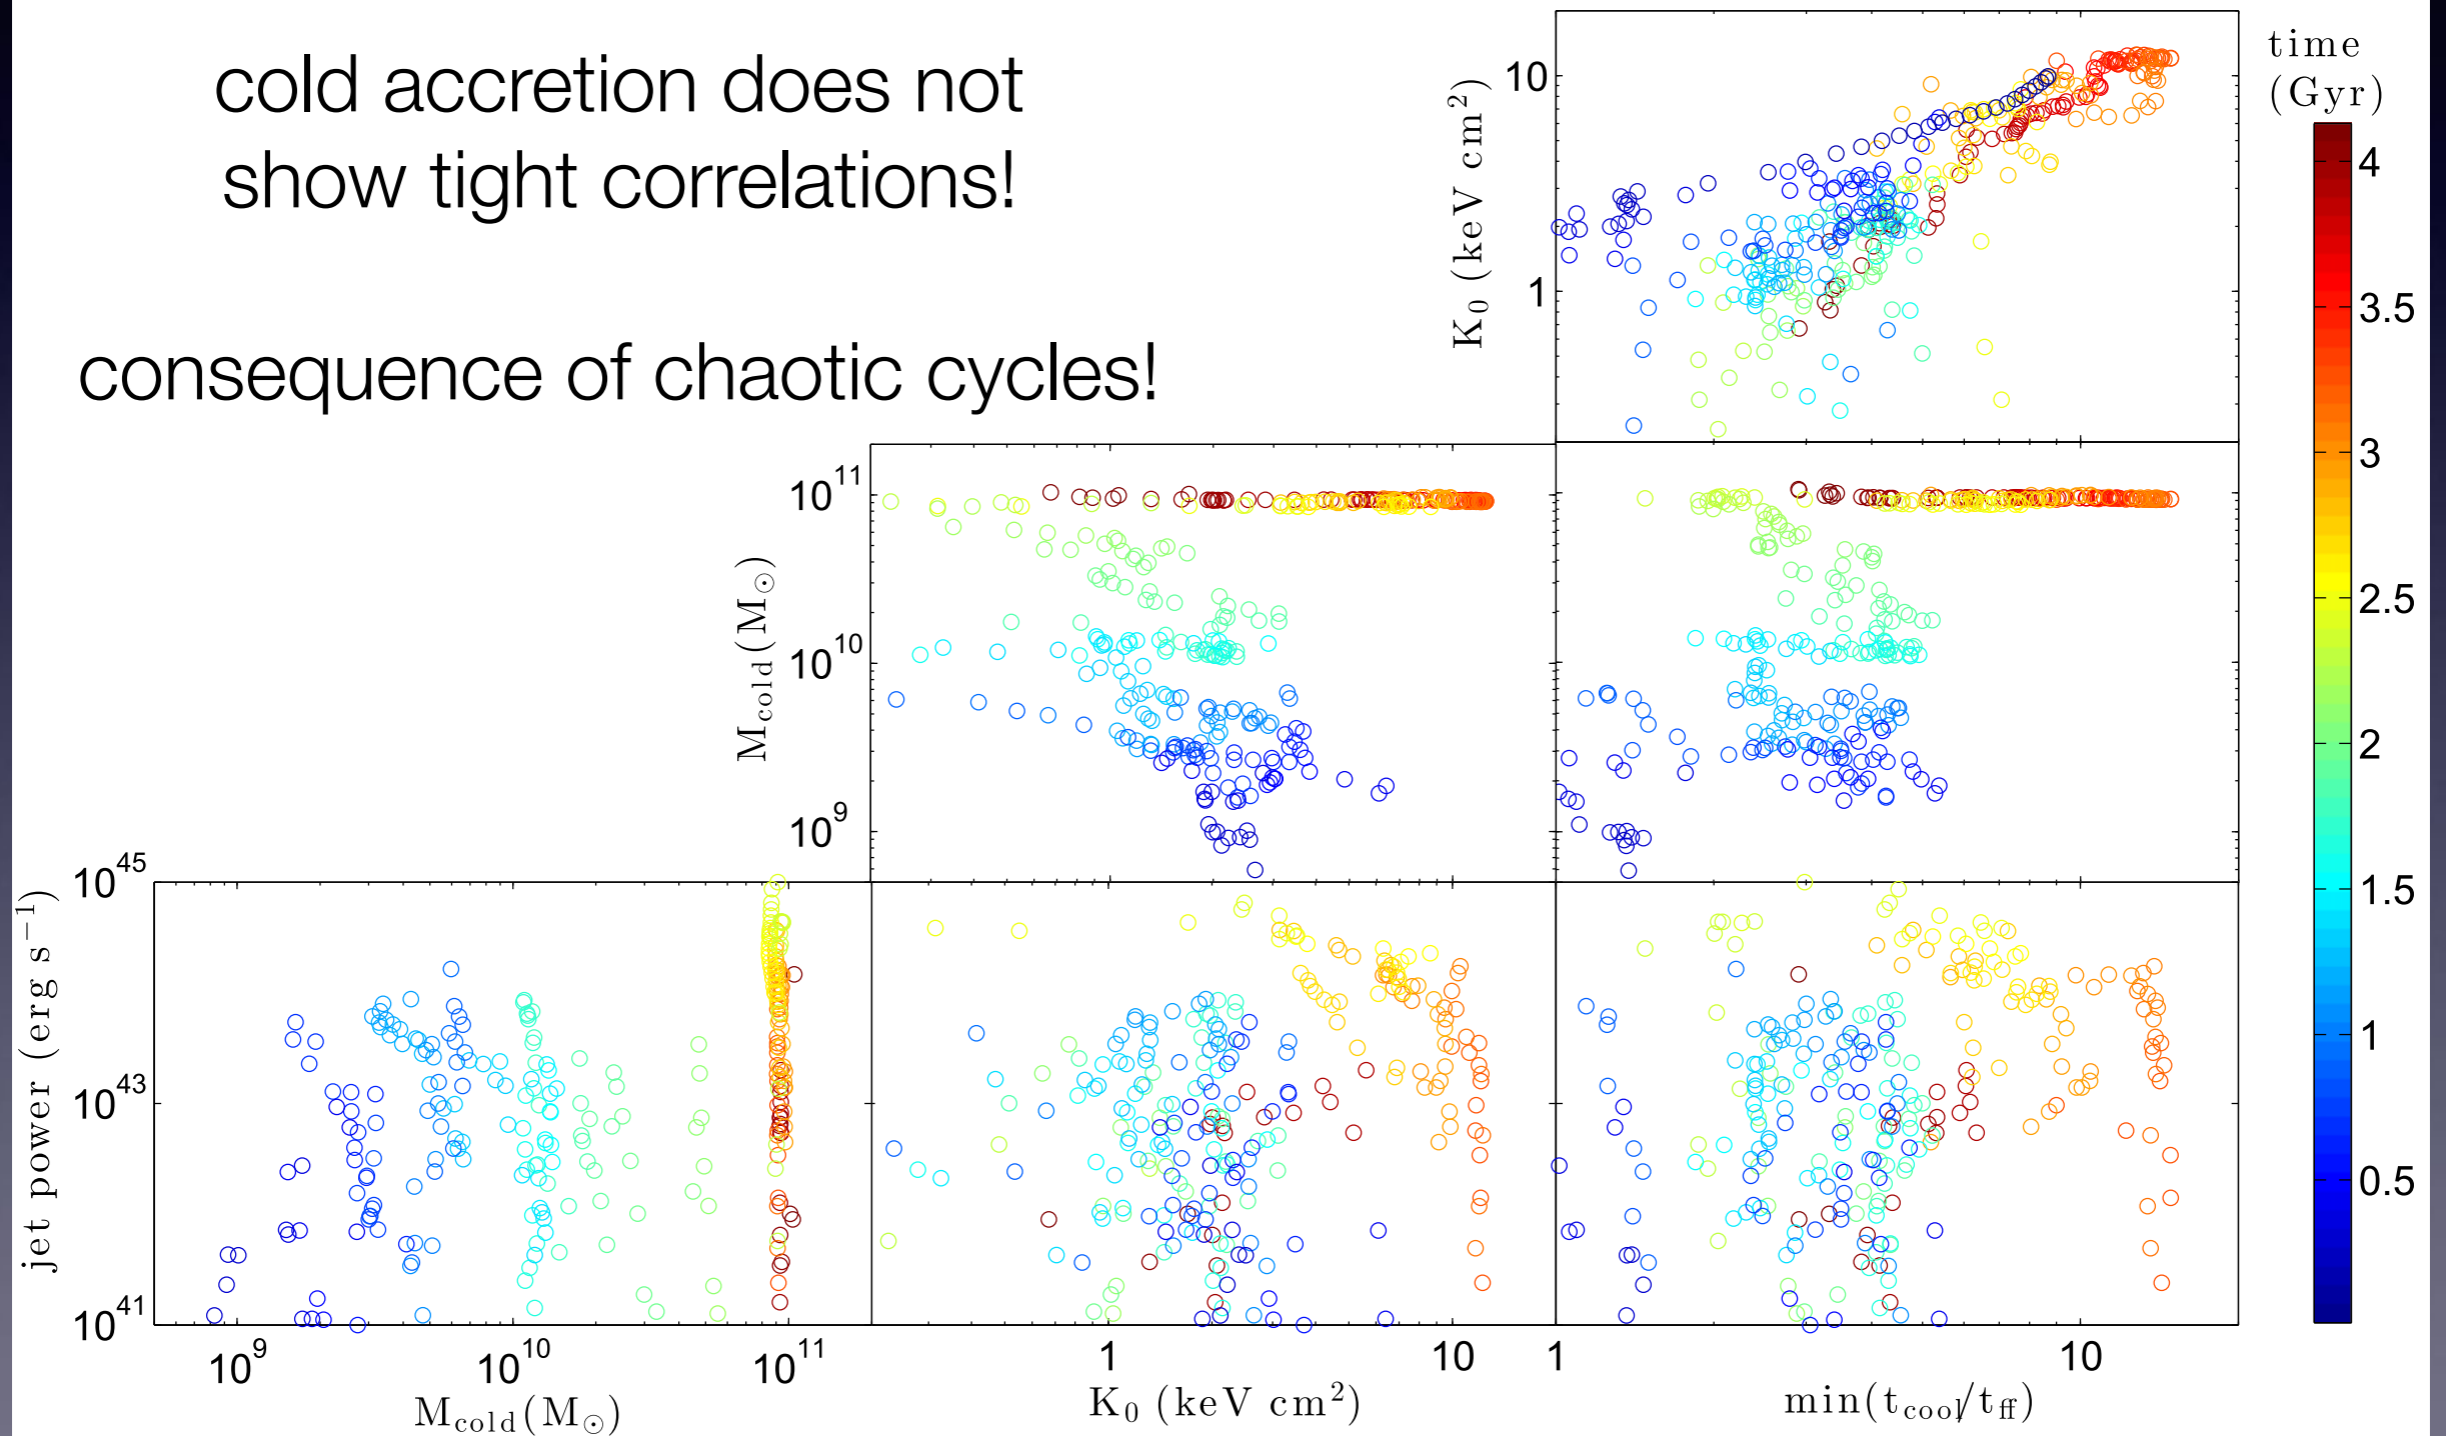 cold accretion does not
show tight correlations!
consequence of chaotic cycles!
time
(Gyr)
4
3.5
3
2.5
2
1.5
1
0.5
K₀ (keV cm²)
10
1
M_cold(M_⊙)
10¹¹
10¹⁰
10⁹
jet power (erg s⁻¹)
10⁴⁵
10⁴³
10⁴¹
10⁹ 10¹⁰ 10¹¹ 1 10 1 10
M_cold(M_⊙) K₀ (keV cm²) min(t_cool/t_ff)